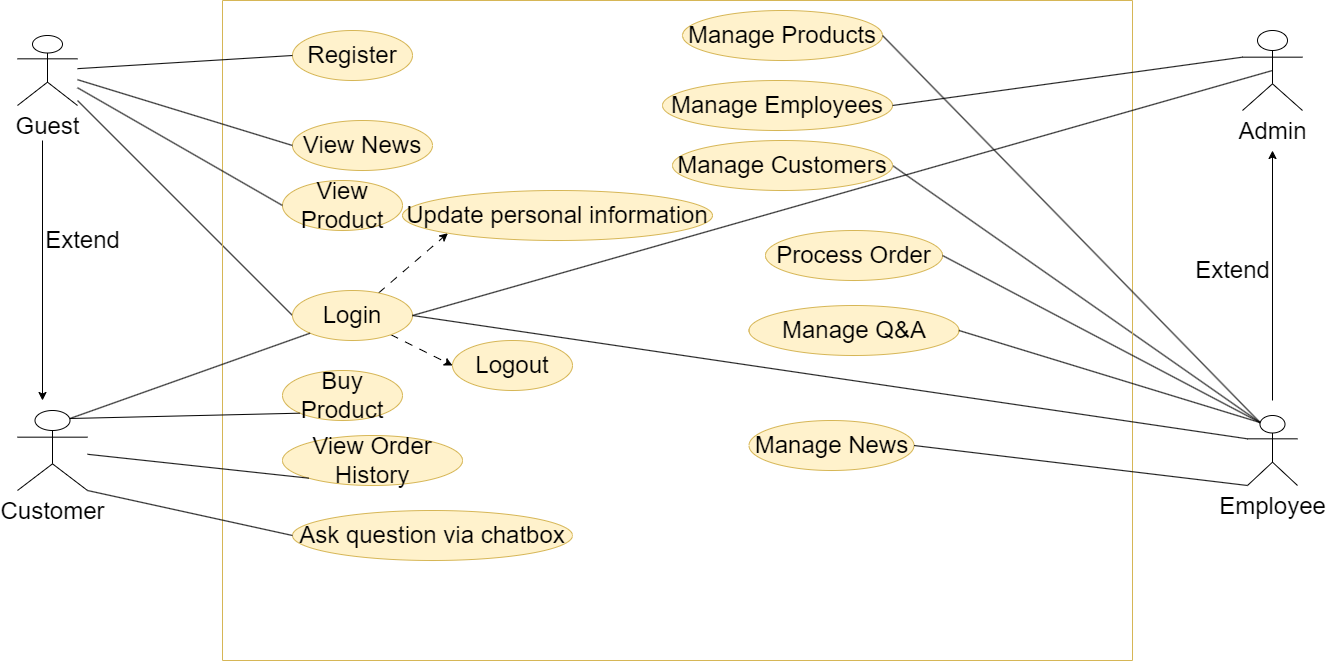 Guest
Extend
Customer
Register
View News
View
Product
Update personal information
Login
Logout
Buy
Product
View Order
History
Ask question via chatbox
Manage Products
Manage Employees
Manage Customers
Process Order
Manage Q&A
Manage News
Admin
Extend
Employee